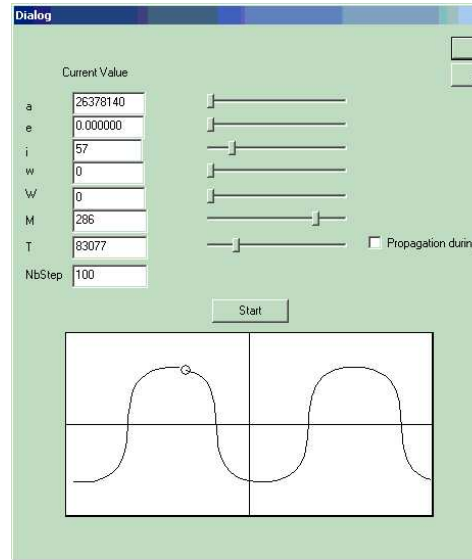 Dialog
Current Value
a 26378140
e 0.000000
i 57
w 0
W 0
M 286
T 83077
Propagation durin
NbStep 100
Start